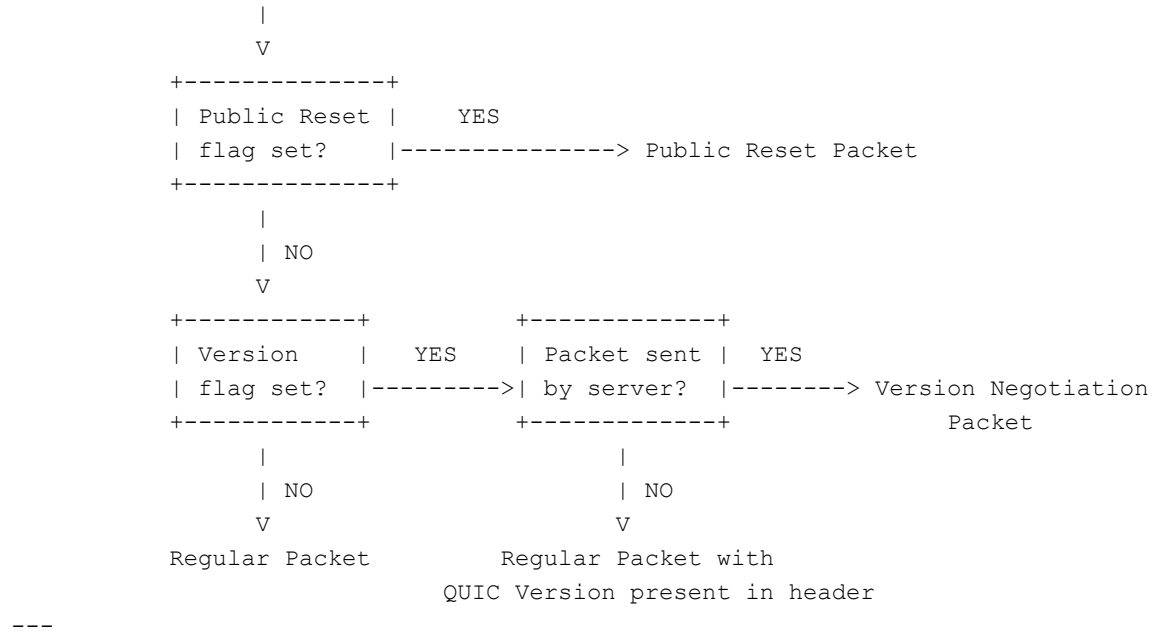 |
                 V
           +--------------+
           | Public Reset |    YES
           | flag set?    |---------------> Public Reset Packet
           +--------------+
                 |
                 | NO
                 V
           +------------+          +-------------+
           | Version    |   YES    | Packet sent |  YES
           | flag set?  |--------->| by server?  |--------> Version Negotiation
           +------------+          +-------------+               Packet
                 |                        |
                 | NO                     | NO
                 V                        V
           Regular Packet         Regular Packet with
                              QUIC Version present in header
---